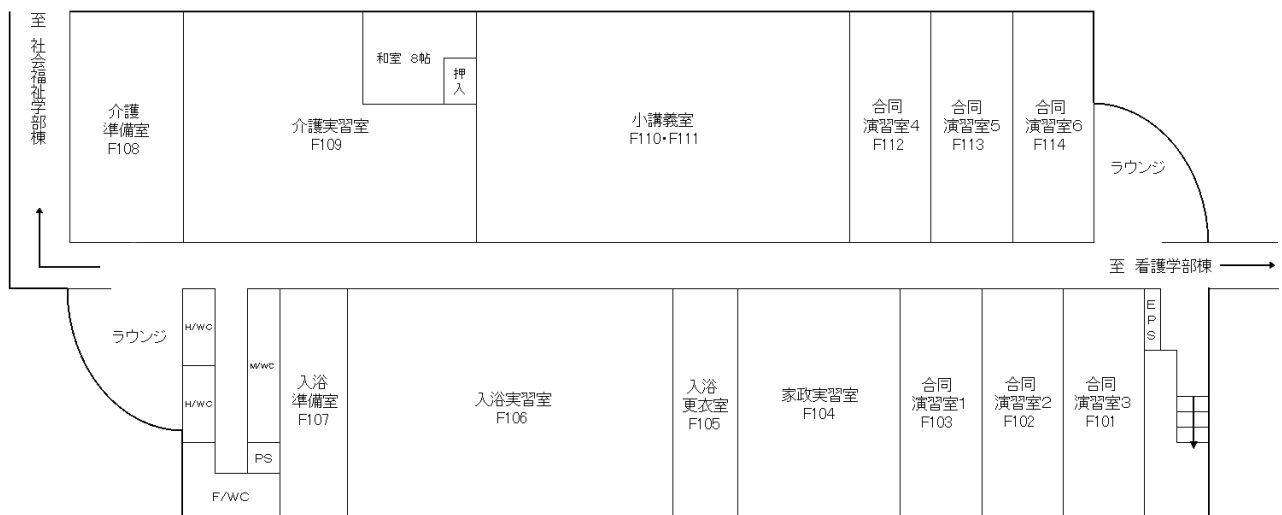 至 社会福祉学部棟
介護
準備室
F108
介護実習室
F109
和室 8帖
押入
小講義室
F110・F111
合同
演習室4
F112
合同
演習室5
F113
合同
演習室6
F114
ラウンジ
至 看護学部棟
ラウンジ
H/WC
H/WC
M/WC
PS
F/WC
入浴
準備室
F107
入浴実習室
F106
入浴
更衣室
F105
家政実習室
F104
合同
演習室1
F103
合同
演習室2
F102
合同
演習室3
F101
EPS